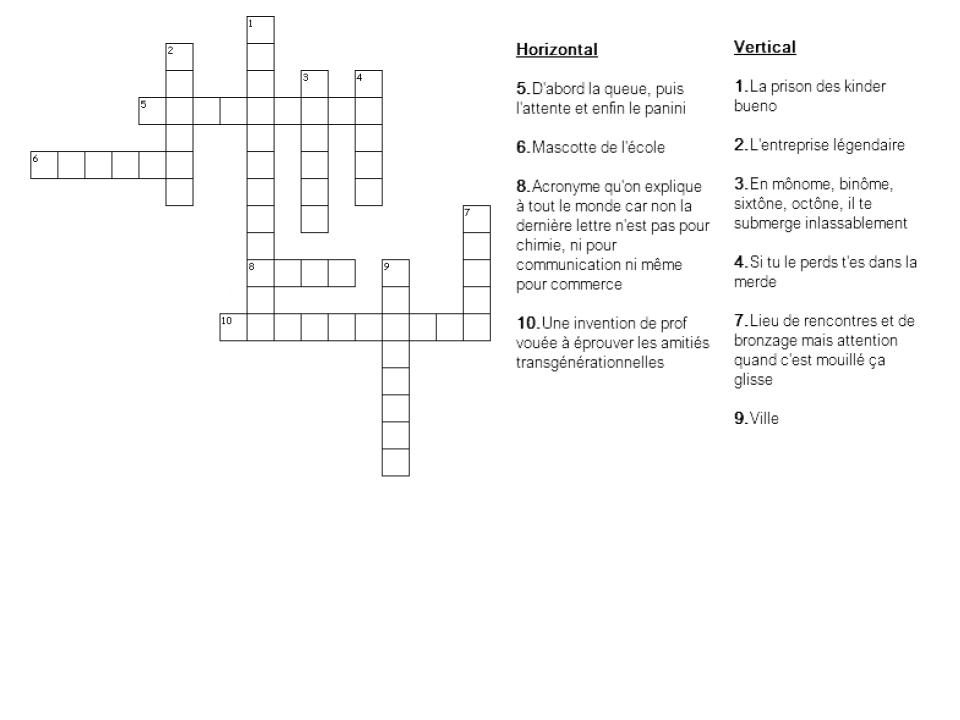 1
2
3
4
5
6
7
8
9
10
Horizontal
5.D'abord la queue, puis
l'attente et enfin le panini
6.Mascotte de l'école
8.Acronyme qu'on explique
à tout le monde car non la
dernière lettre n'est pas pour
chimie, ni pour
communication ni même
pour commerce
10.Une invention de prof
vouée à éprouver les amitiés
transgénérationnelles
Vertical
1.La prison des kinder
bueno
2.L'entreprise légendaire
3.En mônome, binôme,
sixtône, octône, il te
submerge inlassablement
4.Si tu le perds t'es dans la
merde
7.Lieu de rencontres et de
bronzage mais attention
quand c'est mouillé ça
glisse
9.Ville